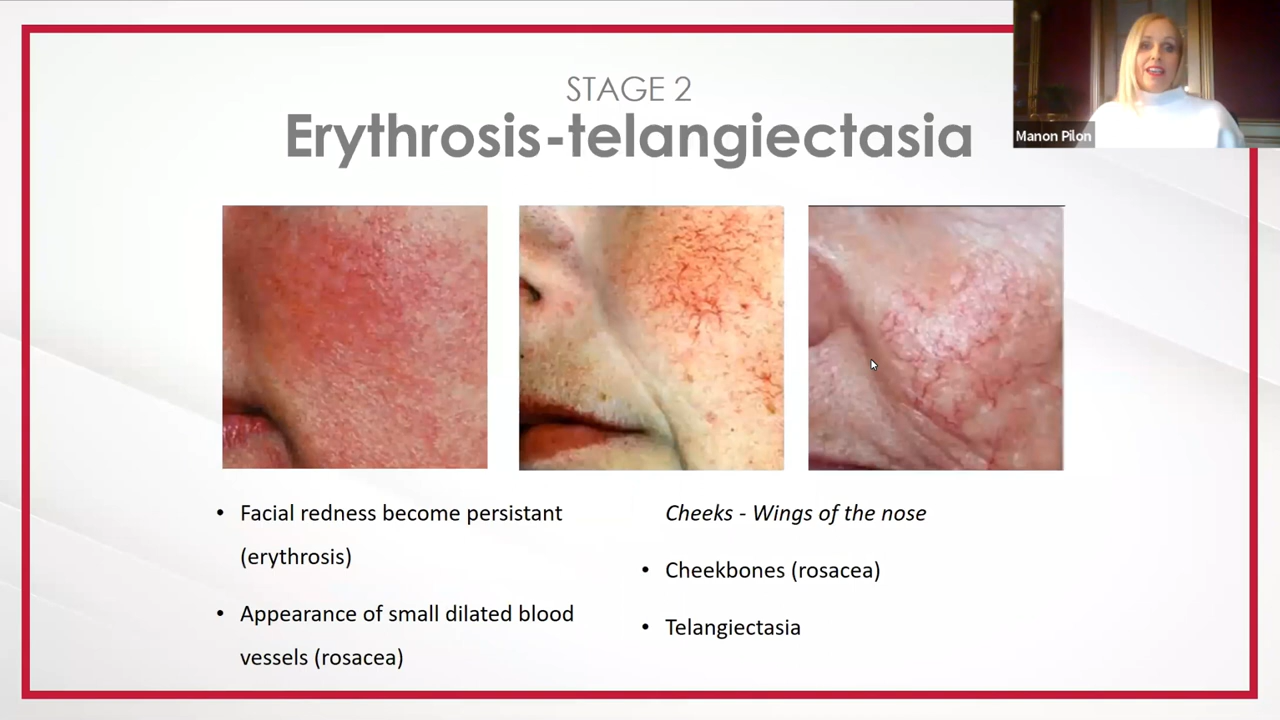 STAGE 2
Erythrosis-telangiectasia
Manon Pilon
• Facial redness become persistant
(erythrosis)
• Appearance of small dilated blood
vessels (rosacea)
Cheeks - Wings of the nose
• Cheekbones (rosacea)
• Telangiectasia